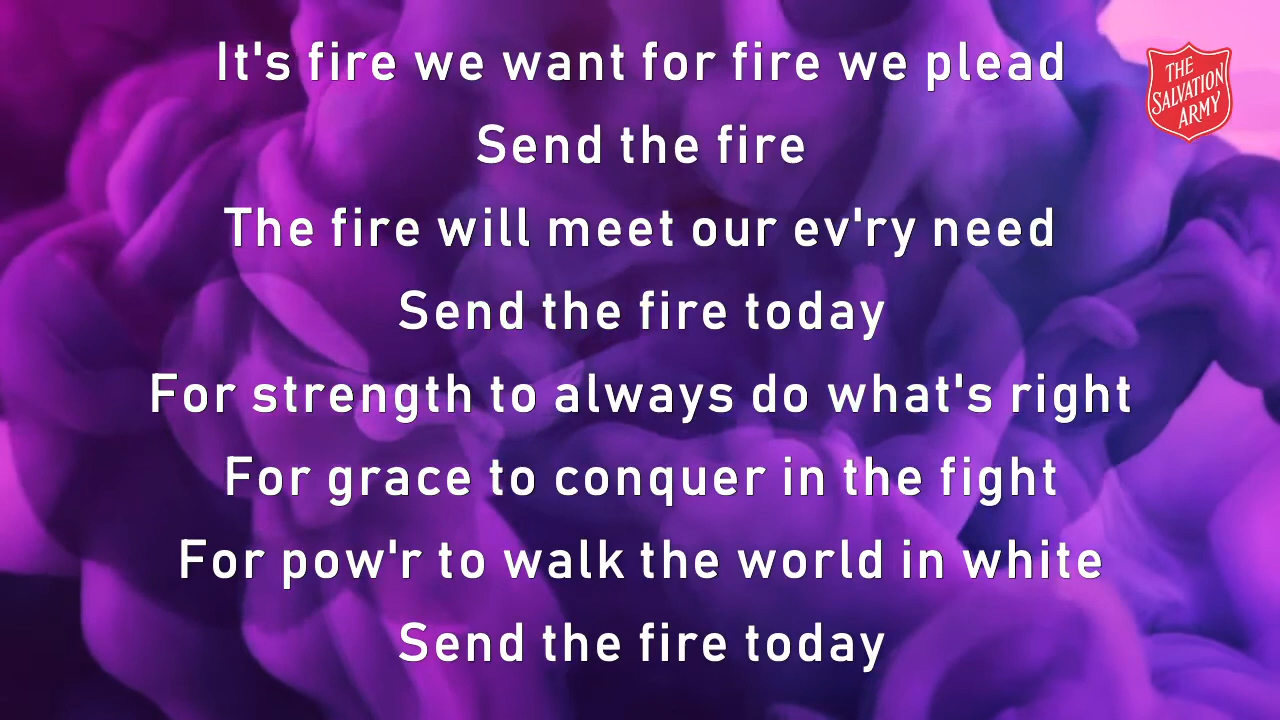 It's fire we want for fire we plead
Send the fire
The fire will meet our ev'ry need
Send the fire today
For strength to always do what's right
For grace to conquer in the fight
For pow'r to walk the world in white
Send the fire today
THE
SALVATION
ARMY